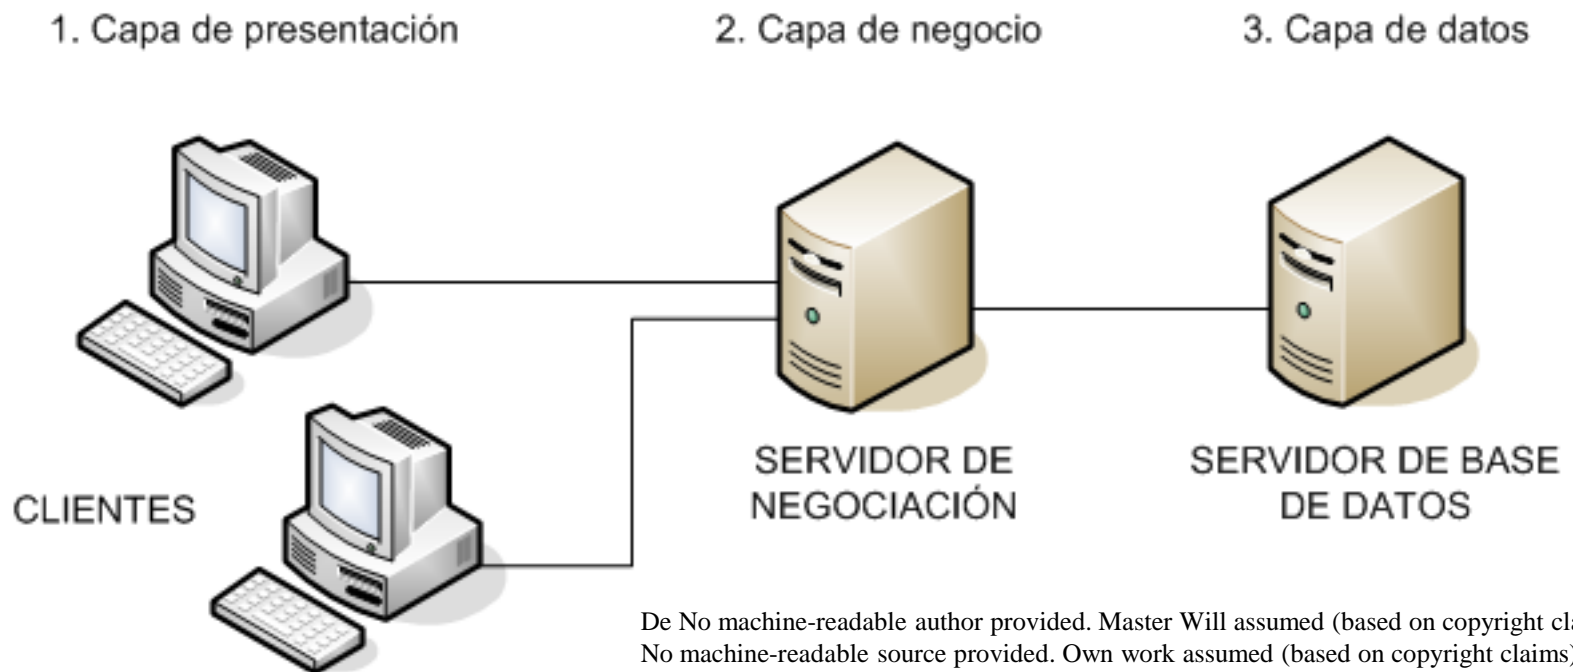 1. Capa de presentación
2. Capa de negocio
3. Capa de datos
CLIENTES
SERVIDOR DE
NEGOCIACIÓN
SERVIDOR DE BASE
DE DATOS
De No machine-readable author provided. Master Will assumed (based on copyright
No machine-readable source provided. Own work assumed (based on copyright claims)